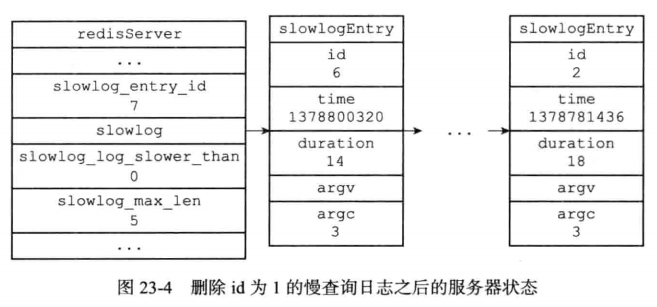 redisServer
...
slowlog_entry_id
7
slowlog
slowlog_log_slower_than
0
slowlog_max_len
5
...
slowlogEntry
id
6
time
1378800320
duration
14
argv
argc
3
...
slowlogEntry
id
2
time
1378781436
duration
18
argv
argc
3
图 23-4 删除 id 为 1 的慢查询日志之后的服务器状态